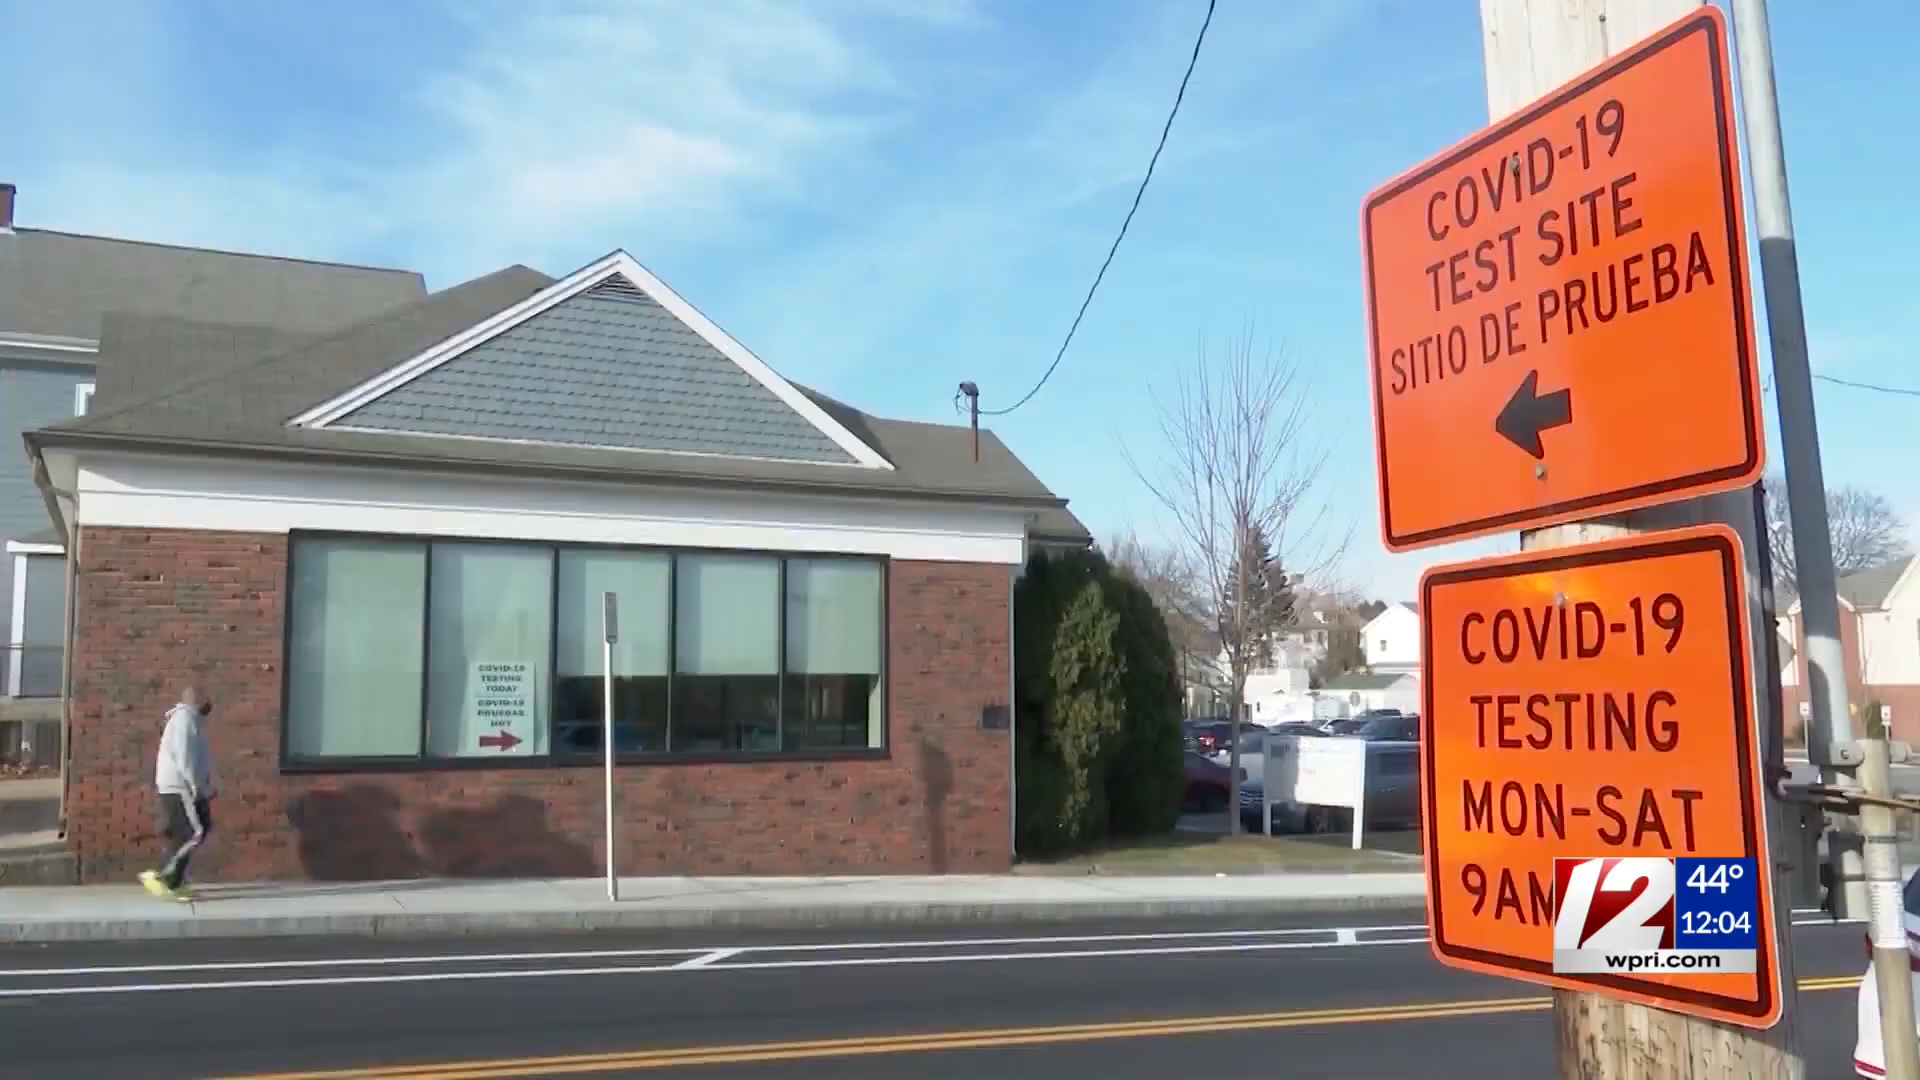 COVID-19
TEST SITE
SITIO DE PRUEBA
COVID-19
TESTING
MON-SAT
9AM
COVID-19
TESTING
TODAY
COVID-19
PRUEBAS
HOY
12
44°
12:04
wpri.com